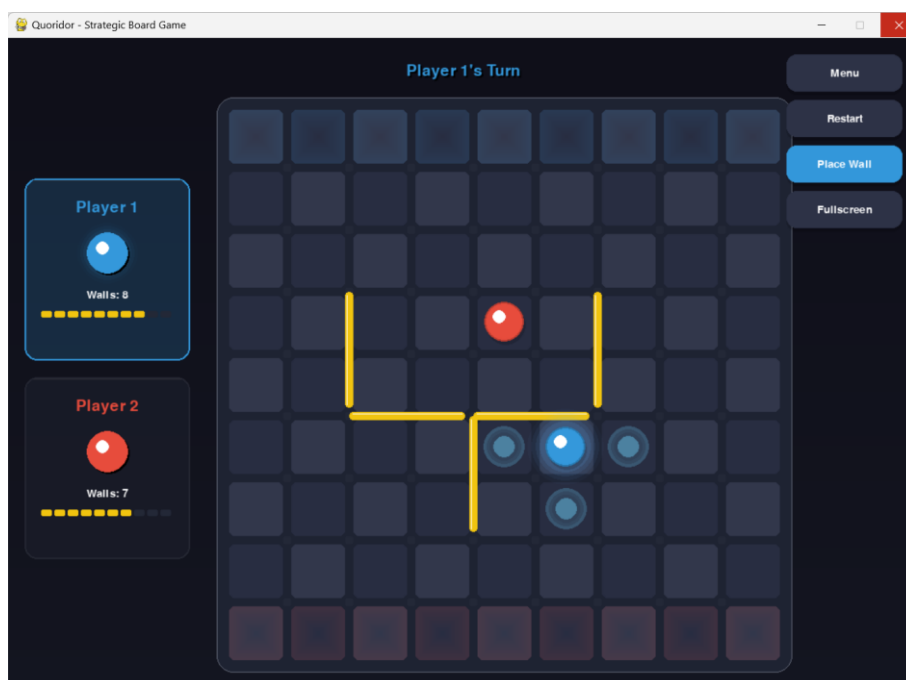 Quoridor - Strategic Board Game
Player 1's Turn
Menu
Restart
Place Wall
Fullscreen
Player 1
Walls: 8
Player 2
Walls: 7